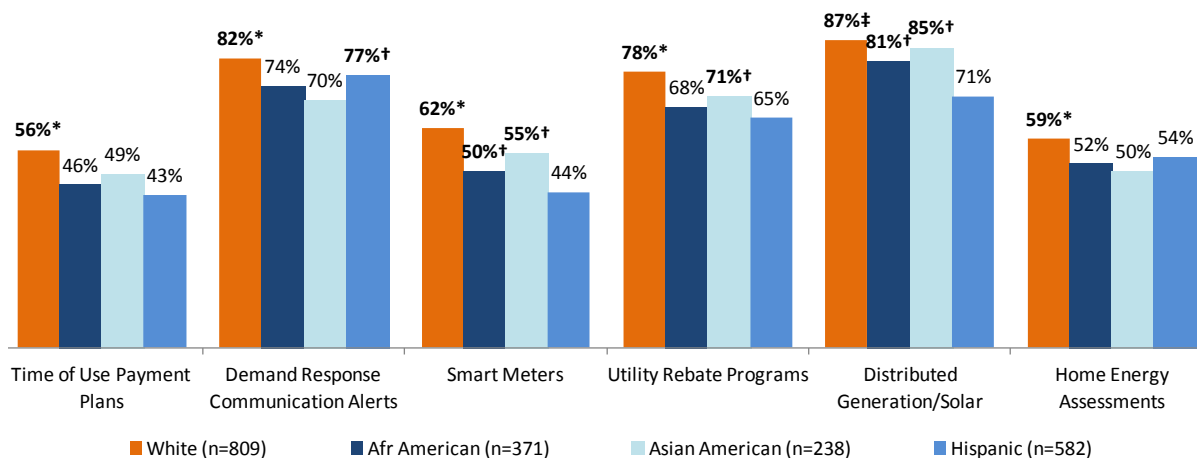 56%*
46%
49%
43%
82%*
74%
70%
77%†
62%*
50%†
55%†
44%
78%*
68%
71%†
65%
87%‡
81%†
85%†
71%
59%*
52%
50%
54%
Time of Use Payment
Plans
Demand Response
Communication Alerts
Smart Meters
Utility Rebate Programs
Distributed
Generation/Solar
Home Energy
Assessments
White (n=809)
Afr American (n=371)
Asian American (n=238)
Hispanic (n=582)